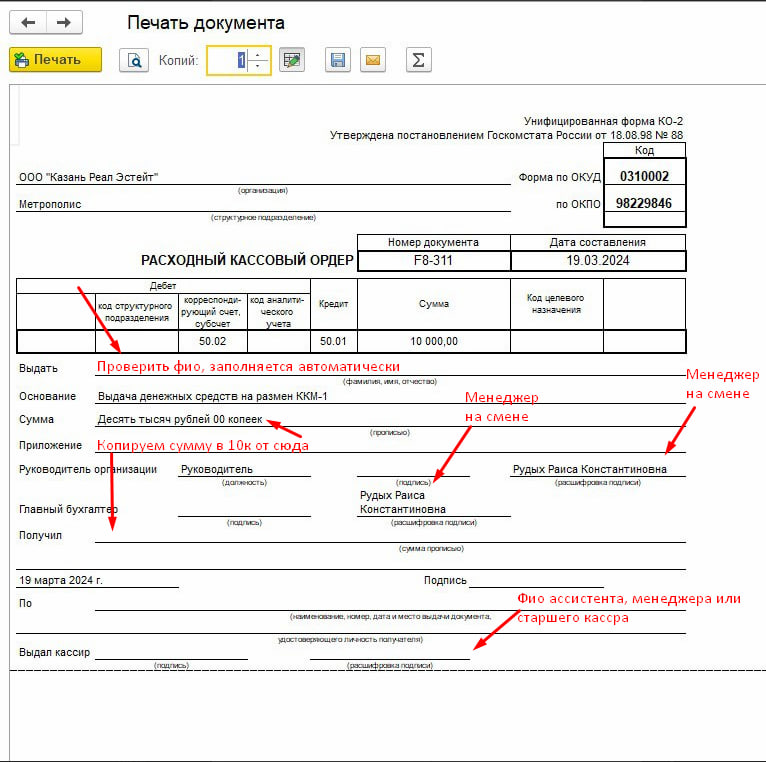 Печать документа
Печать
Копий: 1
Унифицированная форма КО-2
Утверждена постановлением Госкомстата России от 18.08.98 № 88
Код
ООО "Казань Реал Эстейт" Форма по ОКУД 0310002
(организация)
Метрополис по ОКПО 98229846
(структурное подразделение)
Номер документа Дата составления
РАСХОДНЫЙ КАССОВЫЙ ОРДЕР F8-311 19.03.2024
Дебет
код структурного подразделения
корреспонди-
рующий счет,
субсчет
код аналити-
ческого
учета
Кредит
Сумма
Код целевого
назначения
50.02 50.01 10 000,00
Выдать Проверить фио, заполняется автоматически
(фамилия, имя, отчество)
Менеджер
на смене
Основание Выдача денежных средств на размен ККМ-1
Менеджер
на смене
Сумма Десять тысяч рублей 00 копеек
(прописью)
Приложение Копируем сумму в 10к от сюда
Руководитель организации Руководитель Рудых Раиса Константиновна
(должность) (подпись) (расшифровка подписи)
Рудых Раиса
Главный бухгалтер Константиновна
(подпись) (расшифровка подписи)
Получил
(сумма прописью)
19 марта 2024 г. Подпись
Фио ассистента, менеджера или
старшего кассра
По
(наименование, номер, дата и место выдачи документа,
удостоверяющего личность получателя)
Выдал кассир
(подпись) (расшифровка подписи)